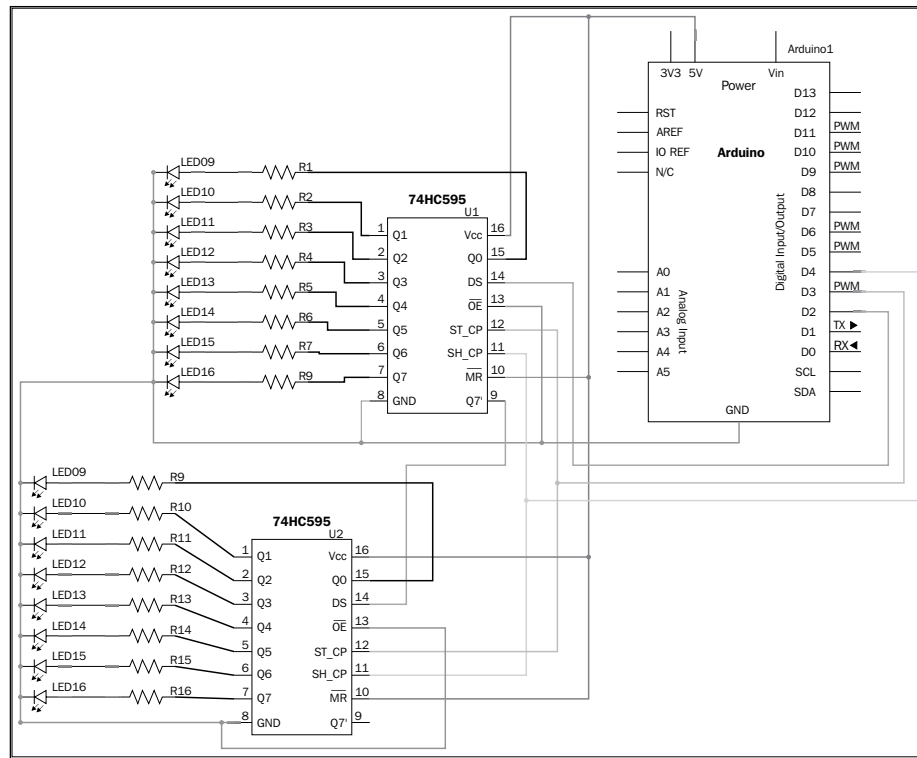 Arduino1
3V3 5V Vin
Power
D13
RST D12
AREF D11 PWM
IO REF Arduino D10 PWM
N/C D9 PWM
D8
D7
D6 PWM
D5 PWM
A0 D4
A1 D3 PWM
A2 D2
A3 D1 TX
A4 D0 RX
A5 SCL
SDA
Analog Input
Digital Input/Output
GND
LED09 R1
LED10 R2
LED11 R3
LED12 R4
LED13 R5
LED14 R6
LED15 R7
LED16 R9
74HC595
U1
1 Q1 Vcc 16
2 Q2 Q0 15
3 Q3 DS 14
4 Q4 OE 13
5 Q5 ST_CP 12
6 Q6 SH_CP 11
7 Q7 MR 10
8 GND Q7' 9
LED09 R9
LED10 R10
LED11 R11
LED12 R12
LED13 R13
LED14 R14
LED15 R15
LED16 R16
74HC595
U2
1 Q1 Vcc 16
2 Q2 Q0 15
3 Q3 DS 14
4 Q4 OE 13
5 Q5 ST_CP 12
6 Q6 SH_CP 11
7 Q7 MR 10
8 GND Q7' 9